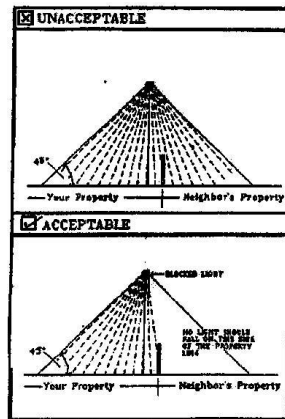 UNACCEPTABLE
45°
Your Property
Neighbor's Property
ACCEPTABLE
BLOCKED LIGHT
NO LIGHT SHOULD
FALL ON THIS SIDE
OF THE PROPERTY
LINE
45°
Your Property
Neighbor's Property